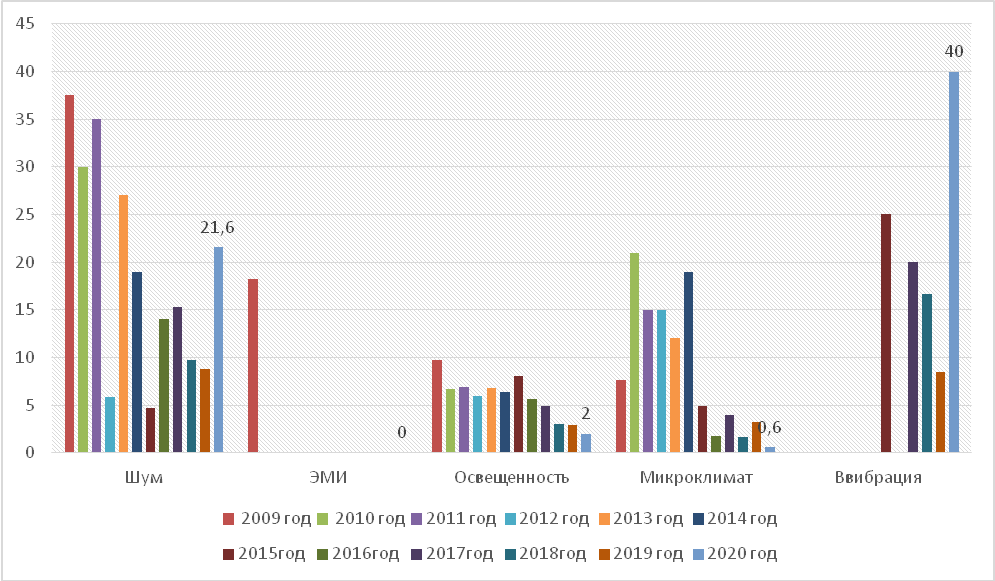 45
40
40
35
30
25
21,6
20
15
10
5
0
2
0,6
0
Шум
ЭМИ
Освещенность
Микроклимат
Ввибрация
2009 год 2010 год 2011 год 2012 год 2013 год 2014 год
2015год 2016год 2017год 2018год 2019 год 2020 год